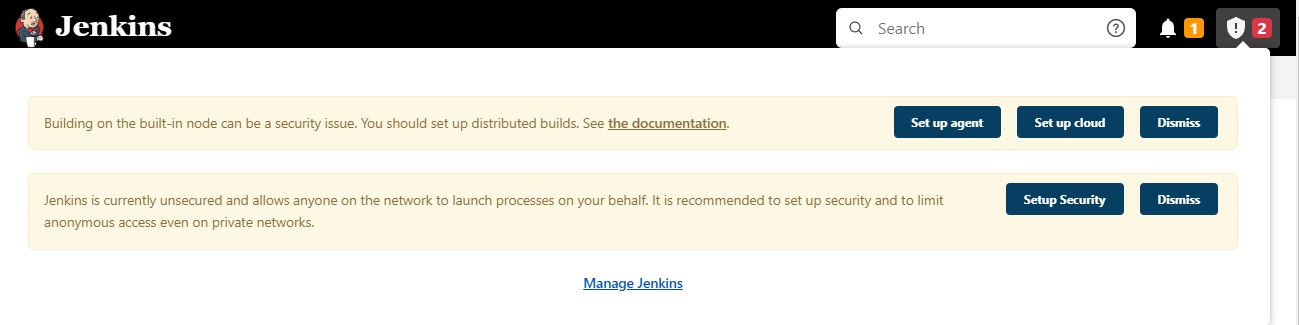 Jenkins
Search
1
2
Building on the built-in node can be a security issue. You should set up distributed builds. See the documentation.
Set up agent
Set up cloud
Dismiss
Jenkins is currently unsecured and allows anyone on the network to launch processes on your behalf. It is recommended to set up security and to limit
anonymous access even on private networks.
Setup Security
Dismiss
Manage Jenkins